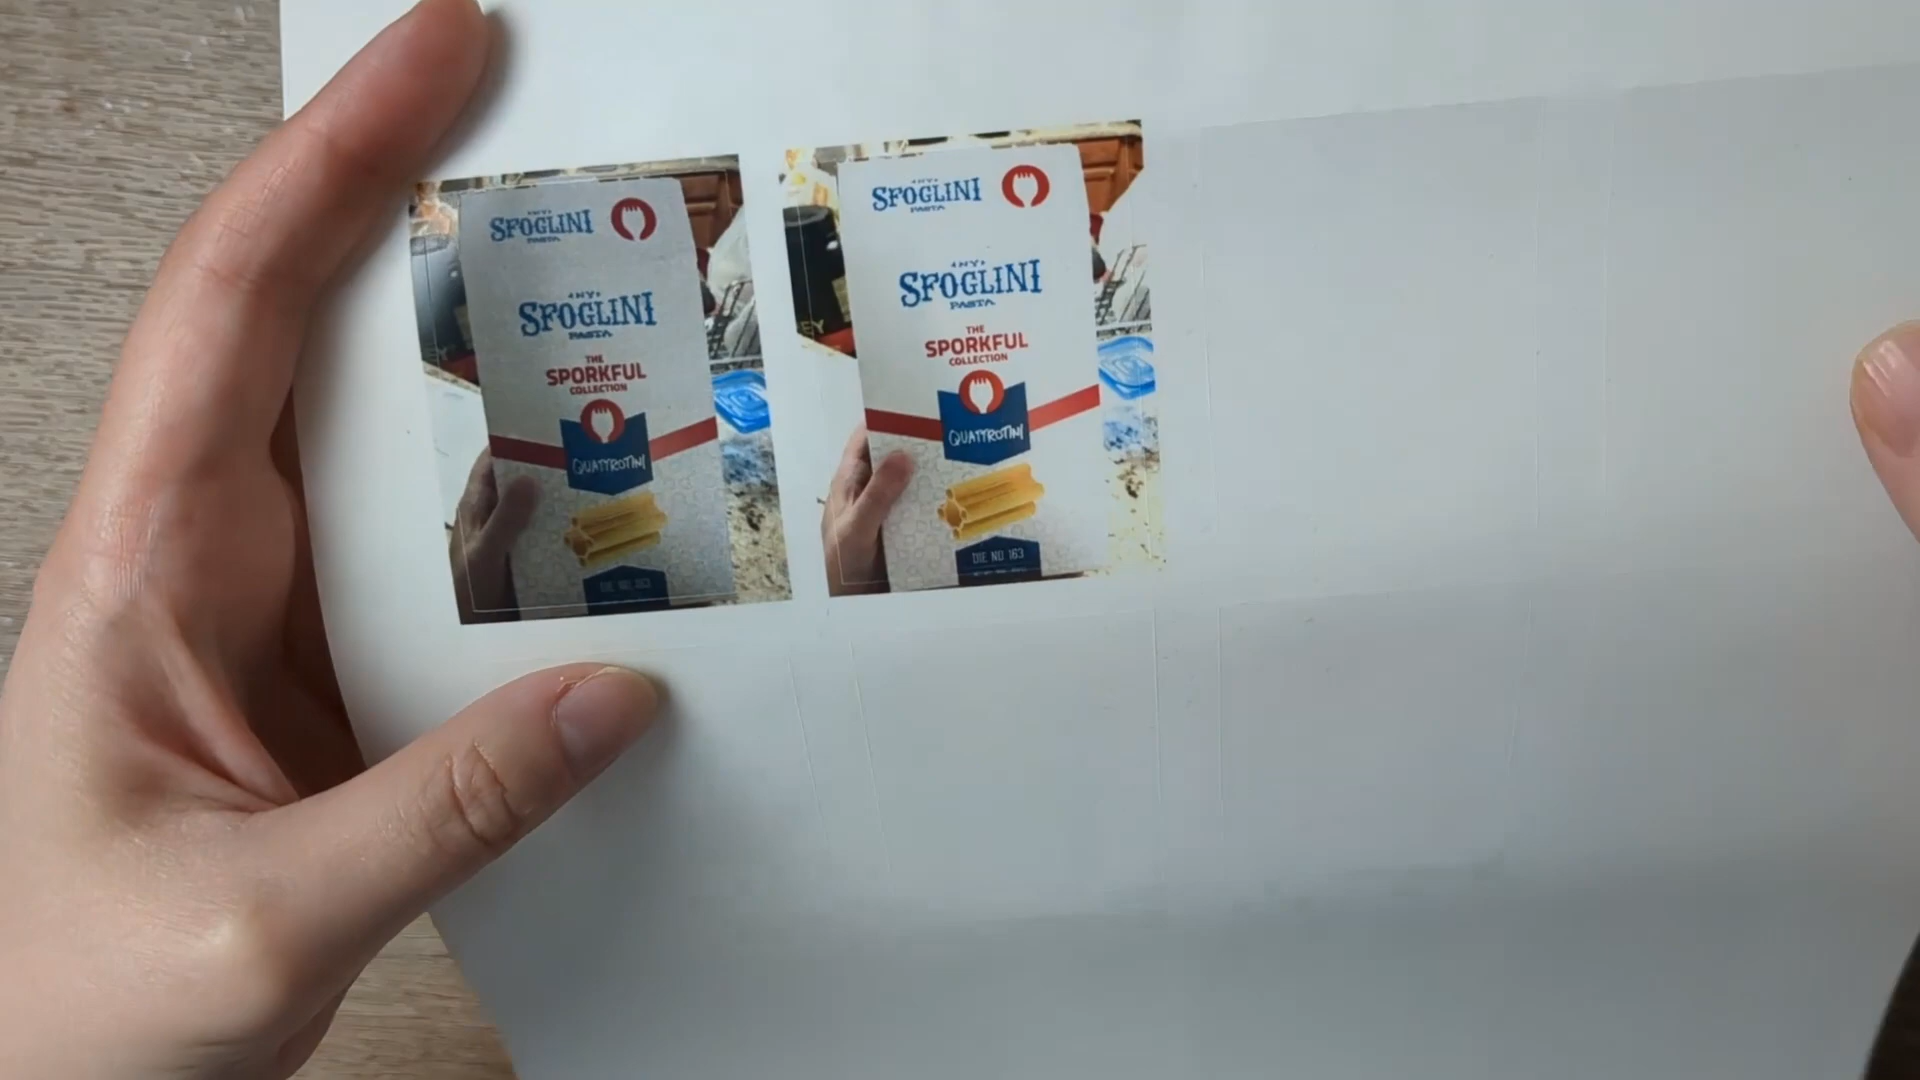 NY
SFOGLINI
PASTA
NY
SFOGLINI
PASTA
THE
SPORKFUL
COLLECTION
QUATTROTINI
DIE NO 163
EY
NY
SFOGLINI
PASTA
NY
SFOGLINI
PASTA
THE
SPORKFUL
COLLECTION
QUATTROTINI
DIE NO 163